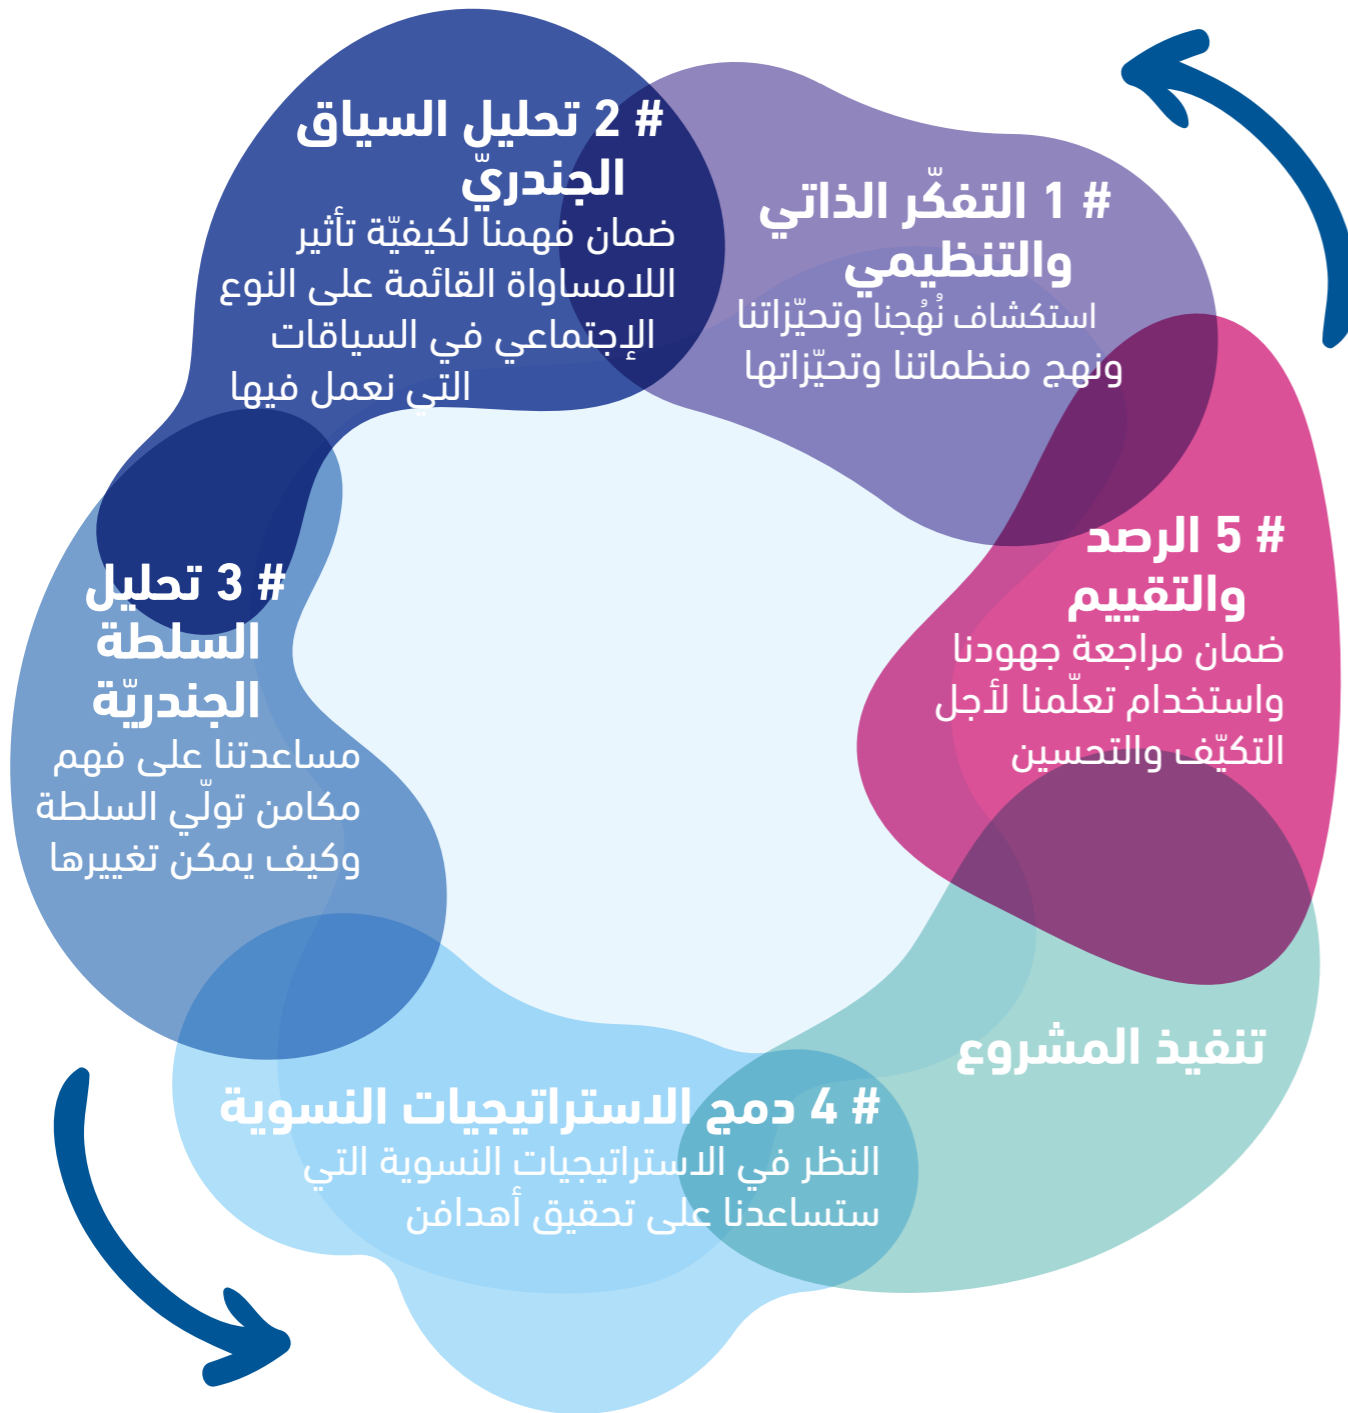 # 1 التفكّر الذاتي
والتنظيمي
استكشاف نُهُجنا وتحيّزاتنا
ونهج منظماتنا وتحيّزاتها
# 2 تحليل السياق
الجندريّ
ضمان فهمنا لكيفيّة تأثير
اللامساواة القائمة على النوع
الإجتماعي في السياقات
التي نعمل فيها
# 3 تحليل
السلطة
الجندريّة
مساعدتنا على فهم
مكامن تولّي السلطة
وكيف يمكن تغييرها
# 4 دمج الاستراتيجيات النسوية
النظر في الاستراتيجيات النسوية التي
ستساعدنا على تحقيق أهدافن
تنفيذ المشروع
# 5 الرصد
والتقييم
ضمان مراجعة جهودنا
واستخدام تعلّمنا لأجل
التكيّف والتحسين